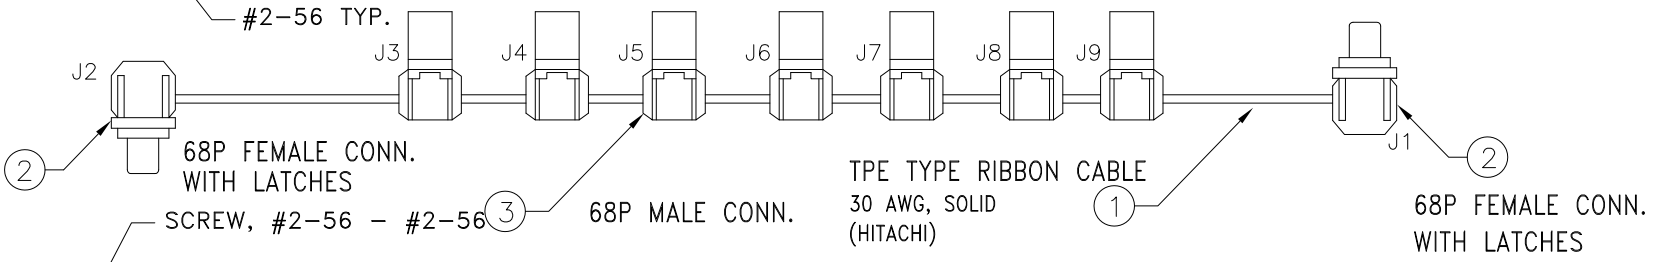 #2-56 TYP.
J2
J3
J4
J5
J6
J7
J8
J9
J1
2
68P FEMALE CONN.
WITH LATCHES
SCREW, #2-56 - #2-56
3
68P MALE CONN.
TPE TYPE RIBBON CABLE
30 AWG, SOLID
(HITACHI)
1
2
68P FEMALE CONN.
WITH LATCHES